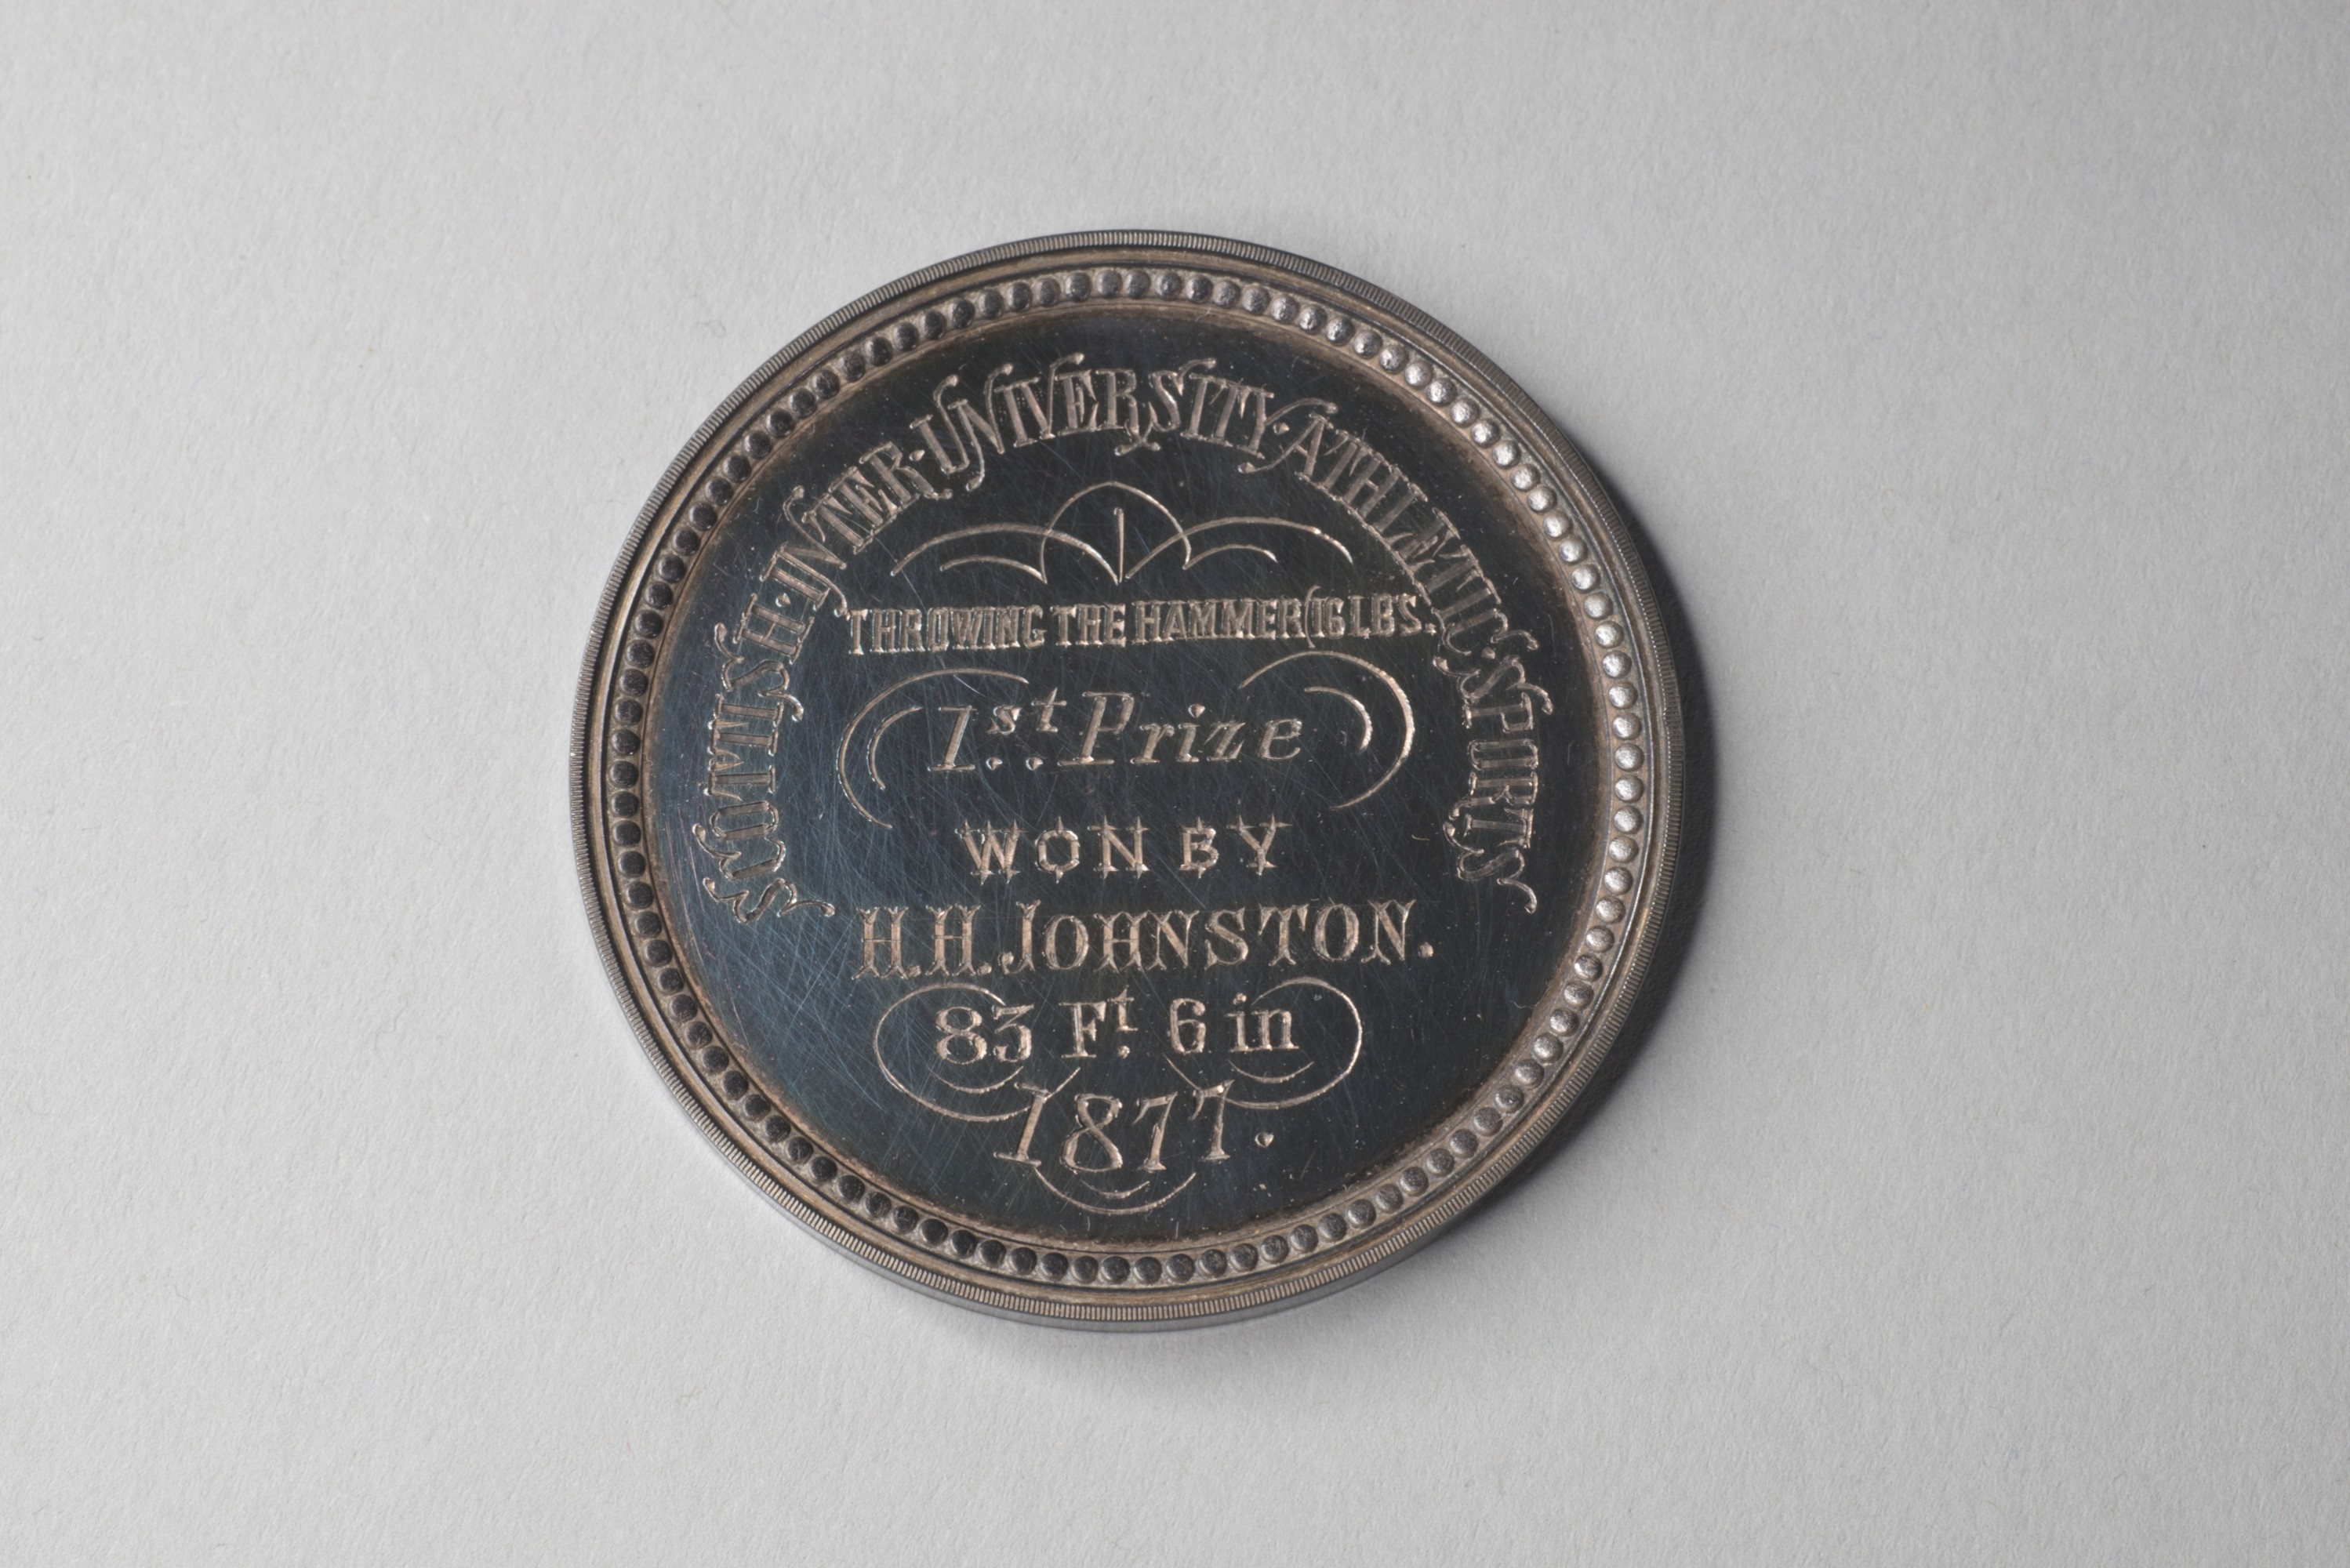 SCOTTISH·INTER·UNIVERSITY·ATHLETIC·SPORTS
THROWING THE HAMMER (16 LBS.
1st Prize
WON BY
H.H. JOHNSTON.
83 Ft. 6 in
1877.